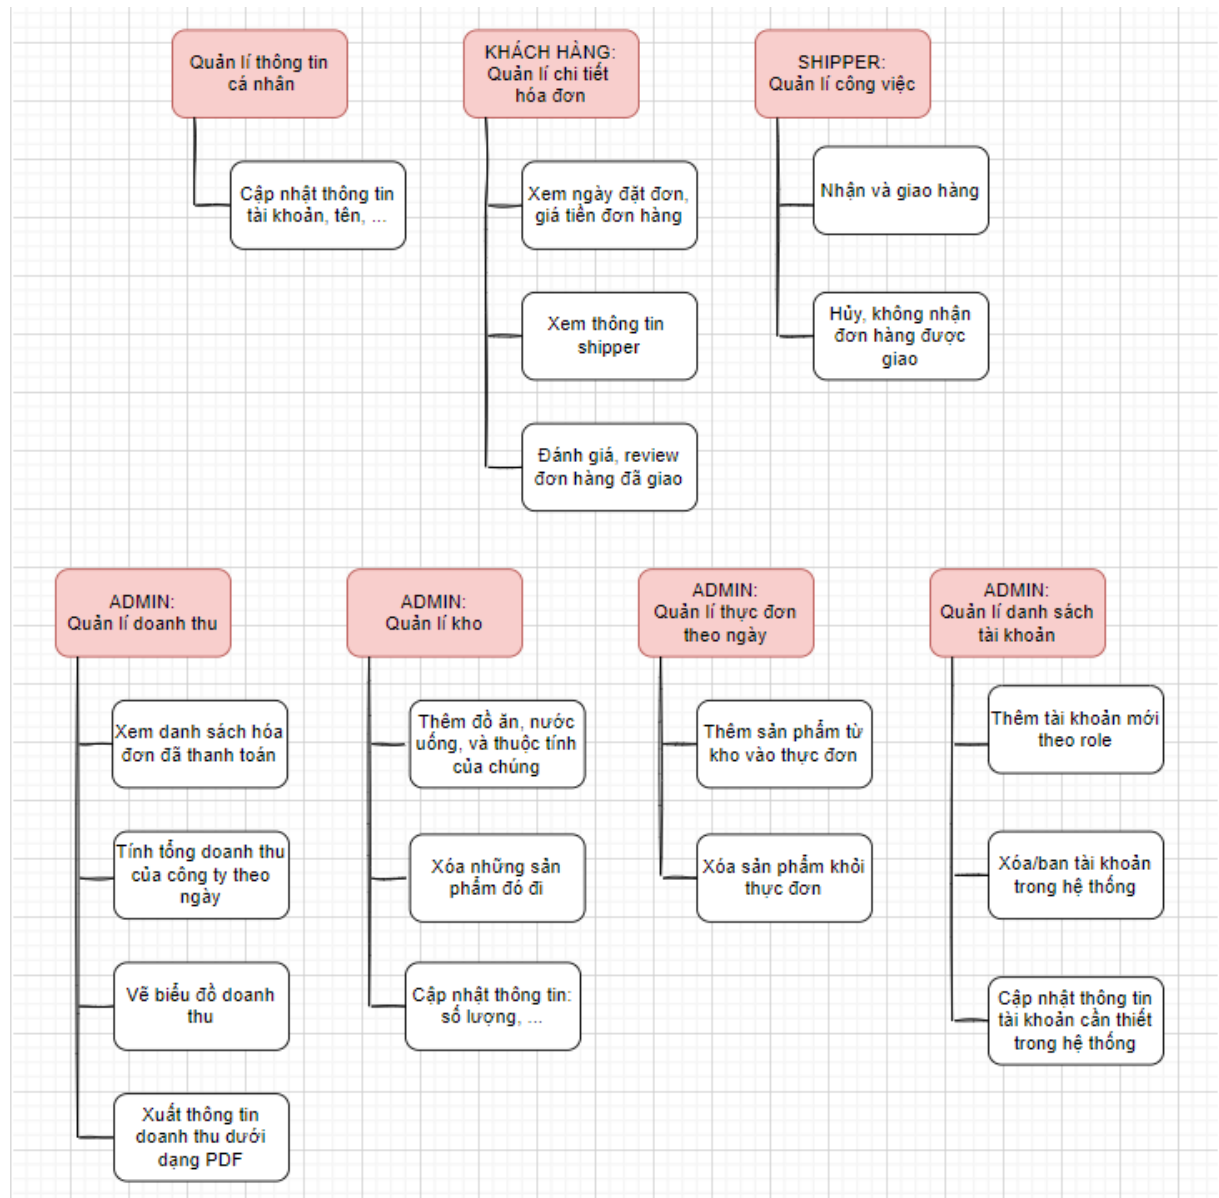 Quản lí thông tin
cá nhân
Cập nhật thông tin
tài khoản, tên, ...
KHÁCH HÀNG:
Quản lí chi tiết
hóa đơn
Xem ngày đặt đơn,
giá tiền đơn hàng
Xem thông tin
shipper
Đánh giá, review
đơn hàng đã giao
SHIPPER:
Quản lí công việc
Nhận và giao hàng
Hủy, không nhận
đơn hàng được
giao
ADMIN:
Quản lí doanh thu
Xem danh sách hóa
đơn đã thanh toán
Tính tổng doanh thu
của công ty theo
ngày
Vẽ biểu đồ doanh
thu
Xuất thông tin
doanh thu dưới
dạng PDF
ADMIN:
Quản lí kho
Thêm đồ ăn, nước
uống, và thuộc tính
của chúng
Xóa những sản
phẩm đó đi
Cập nhật thông tin:
số lượng, ...
ADMIN:
Quản lí thực đơn
theo ngày
Thêm sản phẩm từ
kho vào thực đơn
Xóa sản phẩm khỏi
thực đơn
ADMIN:
Quản lí danh sách
tài khoản
Thêm tài khoản mới
theo role
Xóa/ban tài khoản
trong hệ thống
Cập nhật thông tin
tài khoản cần thiết
trong hệ thống